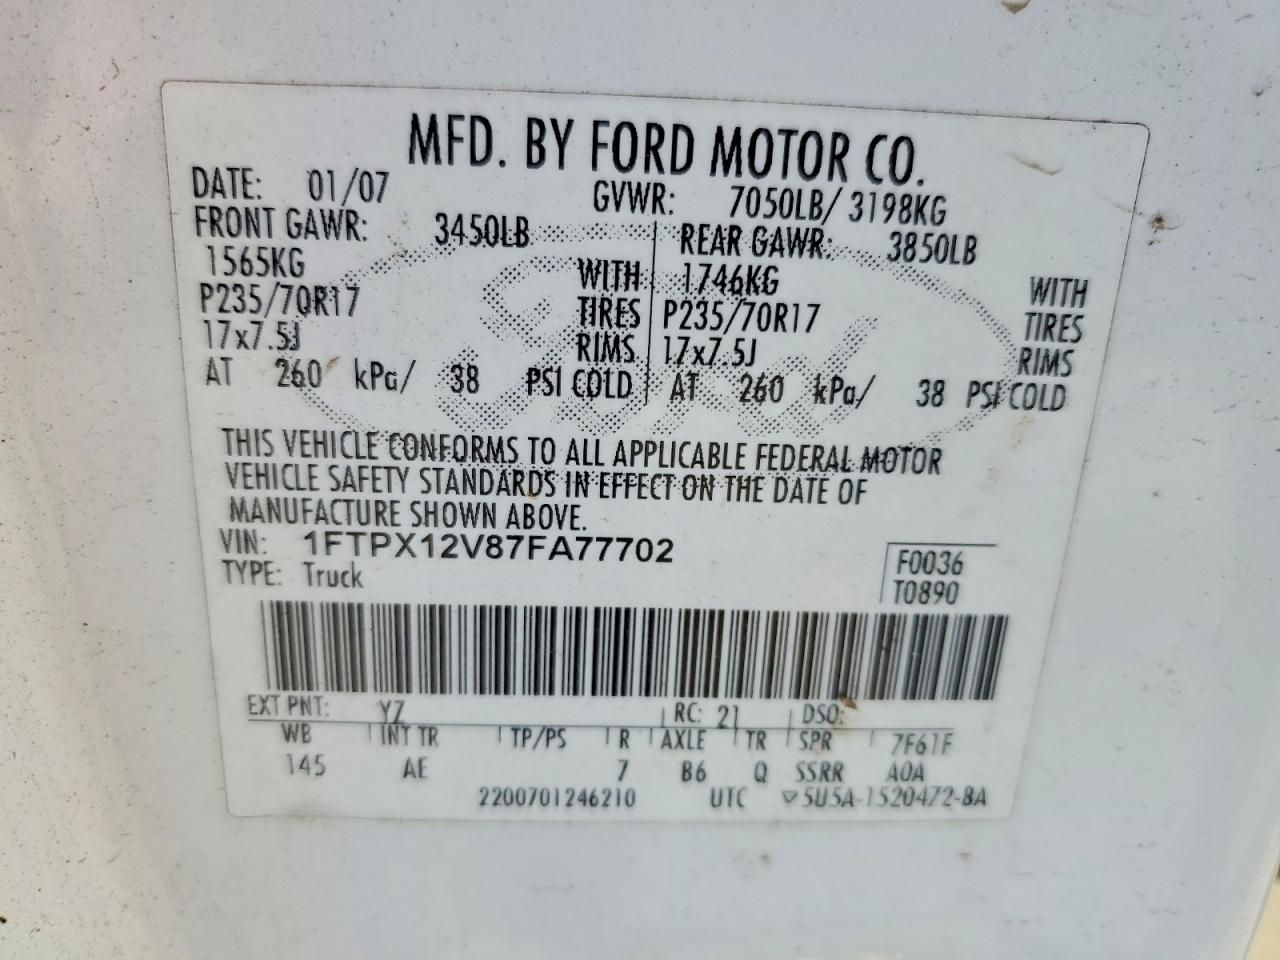 MFD. BY FORD MOTOR CO.
DATE: 01/07 GVWR: 7050LB/ 3198KG
FRONT GAWR: 3450LB REAR GAWR: 3850LB
1565KG WITH 1746KG WITH
P235/70R17 TIRES P235/70R17 TIRES
17x7.5J RIMS 17x7.5J RIMS
AT 260 kPa/ 38 PSI COLD AT 260 kPa/ 38 PSI COLD
Ford
THIS VEHICLE CONFORMS TO ALL APPLICABLE FEDERAL MOTOR
VEHICLE SAFETY STANDARDS IN EFFECT ON THE DATE OF
MANUFACTURE SHOWN ABOVE.
VIN: 1FTPX12V87FA77702 F0036
TYPE: Truck T0890
EXT PNT: YZ RC: 21 DSO:
WB INT TR TP/PS R AXLE TR SPR 7F61F
145 AE 7 B6 Q SSRR A0A
2200701246210 UTC ▽5U5A-1520472-BA